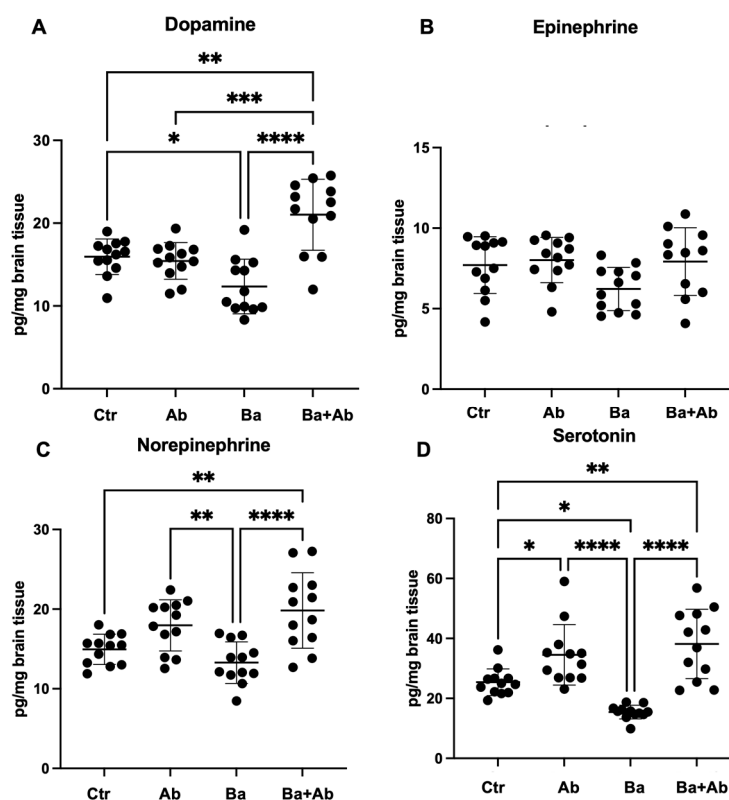 A
Dopamine
**
***
*
****
30
20
10
0
pg/mg brain tissue
Ctr
Ab
Ba
Ba+Ab
B
Epinephrine
15
10
5
0
pg/mg brain tissue
Ctr
Ab
Ba
Ba+Ab
C
Norepinephrine
**
**
****
30
20
10
0
pg/mg brain tissue
Ctr
Ab
Ba
Ba+Ab
D
Serotonin
**
*
*
****
****
80
60
40
20
0
pg/mg brain tissue
Ctr
Ab
Ba
Ba+Ab